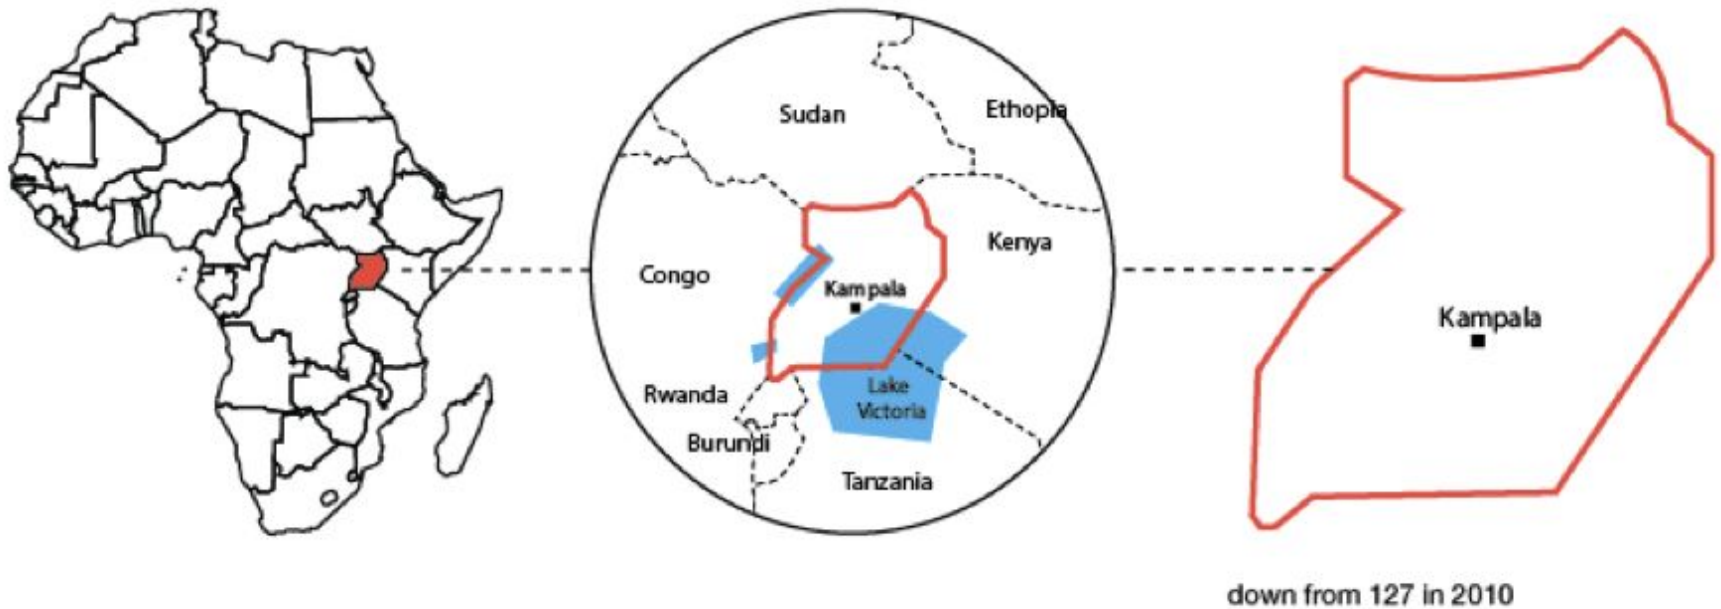 Sudan
Ethopia
Kenya
Congo
Kampala
Rwanda
Lake
Victoria
Burundi
Tanzania
Kampala
down from 127 in 2010